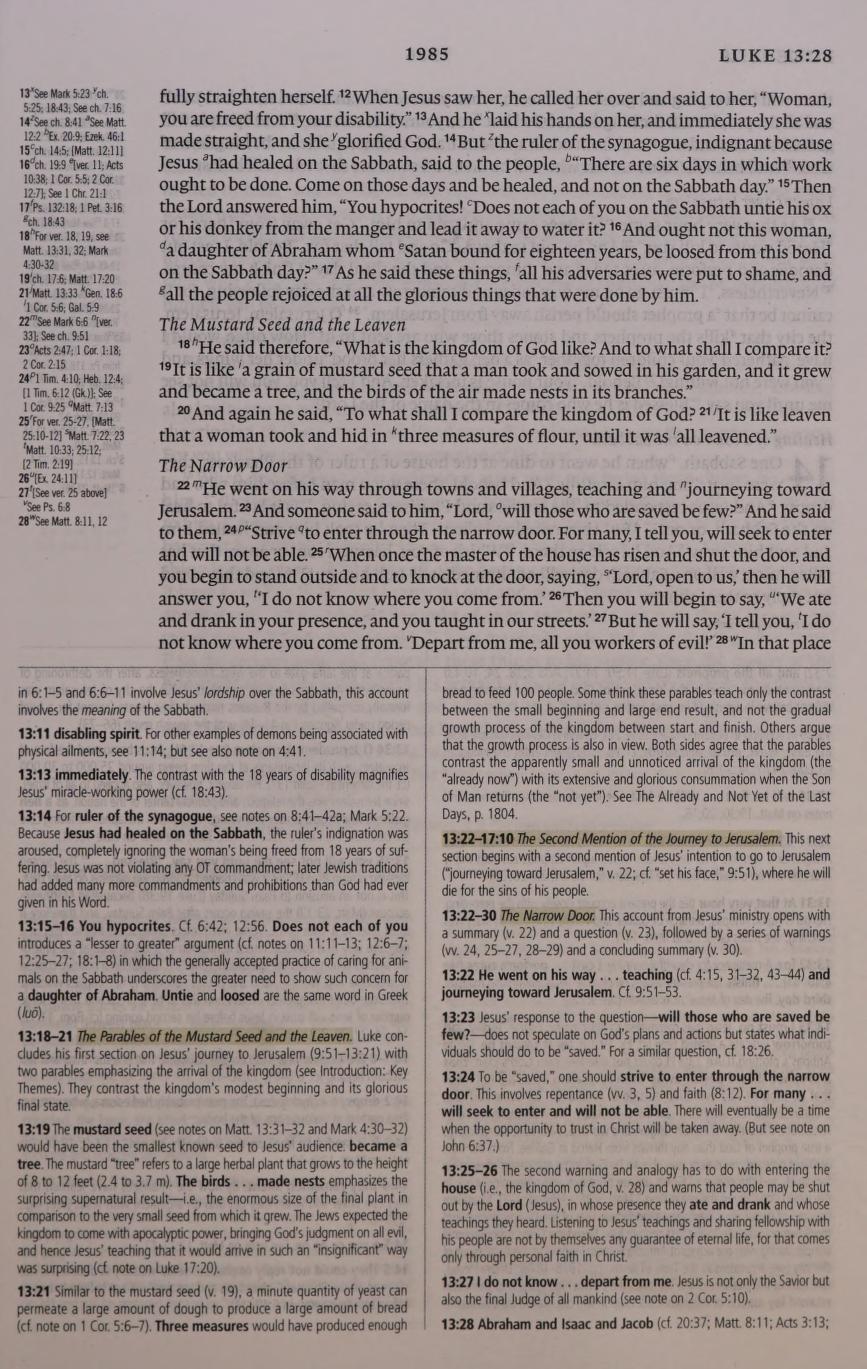 1985
LUKE 13:28
13ˣSee Mark 5:23 ʸch.
5:25; 18:43; See ch. 7:16
14ᶻSee ch. 8:41 ᵃSee Matt.
12:2 ᵇEx. 20:9; Ezek. 46:1
15ᶜch. 14:5; [Matt. 12:11]
16ᵈch. 19:9 ᵉ[ver. 11; Acts
10:38; 1 Cor. 5:5; 2 Cor.
12:7]; See 1 Chr. 21:1
17ᶠPs. 132:18; 1 Pet. 3:16
ᵍch. 18:43
18ʰFor ver. 18, 19, see
Matt. 13:31, 32; Mark
4:30-32
19ⁱch. 17:6; Matt. 17:20
21ʲMatt. 13:33 ᵏGen. 18:6
ˡ1 Cor. 5:6; Gal. 5:9
22ᵐSee Mark 6:6 ⁿ[ver.
33]; See ch. 9:51
23ᵒActs 2:47; 1 Cor. 1:18;
2 Cor. 2:15
24ᵖ1 Tim. 4:10; Heb. 12:4;
[1 Tim. 6:12 (Gk.)]; See
1 Cor. 9:25 ᑫMatt. 7:13
25ʳFor ver. 25-27, [Matt.
25:10-12] ˢMatt. 7:22, 23
ᵗMatt. 10:33; 25:12;
[2 Tim. 2:19]
26ᵘ[Ex. 24:11]
27ᵗ[See ver. 25 above]
ᵛSee Ps. 6:8
28ʷSee Matt. 8:11, 12
fully straighten herself. ¹²When Jesus saw her, he called her over and said to her, “Woman,
you are freed from your disability.” ¹³And he ˣlaid his hands on her, and immediately she was
made straight, and she ʸglorified God. ¹⁴But ᶻthe ruler of the synagogue, indignant because
Jesus ᵃhad healed on the Sabbath, said to the people, ᵇ“There are six days in which work
ought to be done. Come on those days and be healed, and not on the Sabbath day.” ¹⁵Then
the Lord answered him, “You hypocrites! ᶜDoes not each of you on the Sabbath untie his ox
or his donkey from the manger and lead it away to water it? ¹⁶And ought not this woman,
ᵈa daughter of Abraham whom ᵉSatan bound for eighteen years, be loosed from this bond
on the Sabbath day?” ¹⁷As he said these things, ᶠall his adversaries were put to shame, and
ᵍall the people rejoiced at all the glorious things that were done by him.
The Mustard Seed and the Leaven
¹⁸ʰHe said therefore, “What is the kingdom of God like? And to what shall I compare it?
¹⁹It is like ⁱa grain of mustard seed that a man took and sowed in his garden, and it grew
and became a tree, and the birds of the air made nests in its branches.”
²⁰And again he said, “To what shall I compare the kingdom of God? ²¹ʲIt is like leaven
that a woman took and hid in ᵏthree measures of flour, until it was ˡall leavened.”
The Narrow Door
²²ᵐHe went on his way through towns and villages, teaching and ⁿjourneying toward
Jerusalem. ²³And someone said to him, “Lord, ᵒwill those who are saved be few?” And he said
to them, ²⁴ᵖ“Strive ᑫto enter through the narrow door. For many, I tell you, will seek to enter
and will not be able. ²⁵ʳWhen once the master of the house has risen and shut the door, and
you begin to stand outside and to knock at the door, saying, ˢ‘Lord, open to us,’ then he will
answer you, ᵗ‘I do not know where you come from.’ ²⁶Then you will begin to say, ᵘ‘We ate
and drank in your presence, and you taught in our streets.’ ²⁷But he will say, ‘I tell you, ᵗI do
not know where you come from. ᵛDepart from me, all you workers of evil!’ ²⁸ʷIn that place
in 6:1–5 and 6:6–11 involve Jesus’ lordship over the Sabbath, this account
involves the meaning of the Sabbath.
13:11 disabling spirit. For other examples of demons being associated with
physical ailments, see 11:14; but see also note on 4:41.
13:13 immediately. The contrast with the 18 years of disability magnifies
Jesus’ miracle-working power (cf. 18:43).
13:14 For ruler of the synagogue, see notes on 8:41–42a; Mark 5:22.
Because Jesus had healed on the Sabbath, the ruler’s indignation was
aroused, completely ignoring the woman’s being freed from 18 years of suf-
fering. Jesus was not violating any OT commandment; later Jewish traditions
had added many more commandments and prohibitions than God had ever
given in his Word.
13:15–16 You hypocrites. Cf. 6:42; 12:56. Does not each of you
introduces a “lesser to greater” argument (cf. notes on 11:11–13; 12:6–7;
12:25–27; 18:1–8) in which the generally accepted practice of caring for ani-
mals on the Sabbath underscores the greater need to show such concern for
a daughter of Abraham. Untie and loosed are the same word in Greek
(luō).
13:18–21 The Parables of the Mustard Seed and the Leaven. Luke con-
cludes his first section on Jesus’ journey to Jerusalem (9:51–13:21) with
two parables emphasizing the arrival of the kingdom (see Introduction: Key
Themes). They contrast the kingdom’s modest beginning and its glorious
final state.
13:19 The mustard seed (see notes on Matt. 13:31–32 and Mark 4:30–32)
would have been the smallest known seed to Jesus’ audience. became a
tree. The mustard “tree” refers to a large herbal plant that grows to the height
of 8 to 12 feet (2.4 to 3.7 m). The birds . . . made nests emphasizes the
surprising supernatural result—i.e., the enormous size of the final plant in
comparison to the very small seed from which it grew. The Jews expected the
kingdom to come with apocalyptic power, bringing God’s judgment on all evil,
and hence Jesus’ teaching that it would arrive in such an “insignificant” way
was surprising (cf. note on Luke 17:20).
13:21 Similar to the mustard seed (v. 19), a minute quantity of yeast can
permeate a large amount of dough to produce a large amount of bread
(cf. note on 1 Cor. 5:6–7). Three measures would have produced enough
bread to feed 100 people. Some think these parables teach only the contrast
between the small beginning and large end result, and not the gradual
growth process of the kingdom between start and finish. Others argue
that the growth process is also in view. Both sides agree that the parables
contrast the apparently small and unnoticed arrival of the kingdom (the
“already now”) with its extensive and glorious consummation when the Son
of Man returns (the “not yet”). See The Already and Not Yet of the Last
Days, p. 1804.
13:22–17:10 The Second Mention of the Journey to Jerusalem. This next
section begins with a second mention of Jesus’ intention to go to Jerusalem
(“journeying toward Jerusalem,” v. 22; cf. “set his face,” 9:51), where he will
die for the sins of his people.
13:22–30 The Narrow Door. This account from Jesus’ ministry opens with
a summary (v. 22) and a question (v. 23), followed by a series of warnings
(vv. 24, 25–27, 28–29) and a concluding summary (v. 30).
13:22 He went on his way . . . teaching (cf. 4:15, 31–32, 43–44) and
journeying toward Jerusalem. Cf. 9:51–53.
13:23 Jesus’ response to the question—will those who are saved be
few?—does not speculate on God’s plans and actions but states what indi-
viduals should do to be “saved.” For a similar question, cf. 18:26.
13:24 To be “saved,” one should strive to enter through the narrow
door. This involves repentance (vv. 3, 5) and faith (8:12). For many . . .
will seek to enter and will not be able. There will eventually be a time
when the opportunity to trust in Christ will be taken away. (But see note on
John 6:37.)
13:25–26 The second warning and analogy has to do with entering the
house (i.e., the kingdom of God, v. 28) and warns that people may be shut
out by the Lord (Jesus), in whose presence they ate and drank and whose
teachings they heard. Listening to Jesus’ teachings and sharing fellowship with
his people are not by themselves any guarantee of eternal life, for that comes
only through personal faith in Christ.
13:27 I do not know . . . depart from me. Jesus is not only the Savior but
also the final Judge of all mankind (see note on 2 Cor. 5:10).
13:28 Abraham and Isaac and Jacob (cf. 20:37; Matt. 8:11; Acts 3:13;